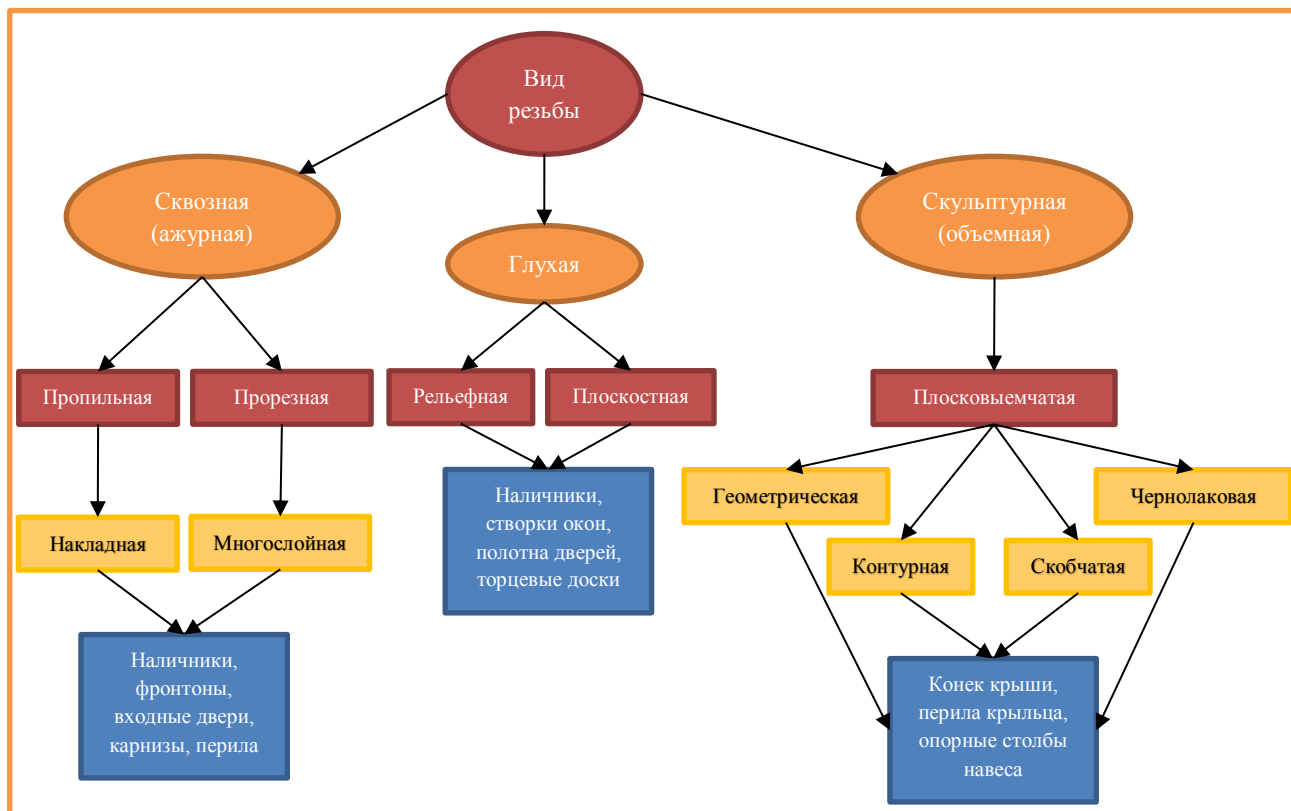 Вид
резьбы
Сквозная
(ажурная)
Глухая
Скульптурная
(объемная)
Пропильная
Прорезная
Рельефная
Плоскостная
Плосковыемчатая
Накладная
Многослойная
Наличники,
створки окон,
полотна дверей,
торцевые доски
Геометрическая
Чернолаковая
Контурная
Скобчатая
Наличники,
фронтоны,
входные двери,
карнизы, перила
Конек крыши,
перила крыльца,
опорные столбы
навеса